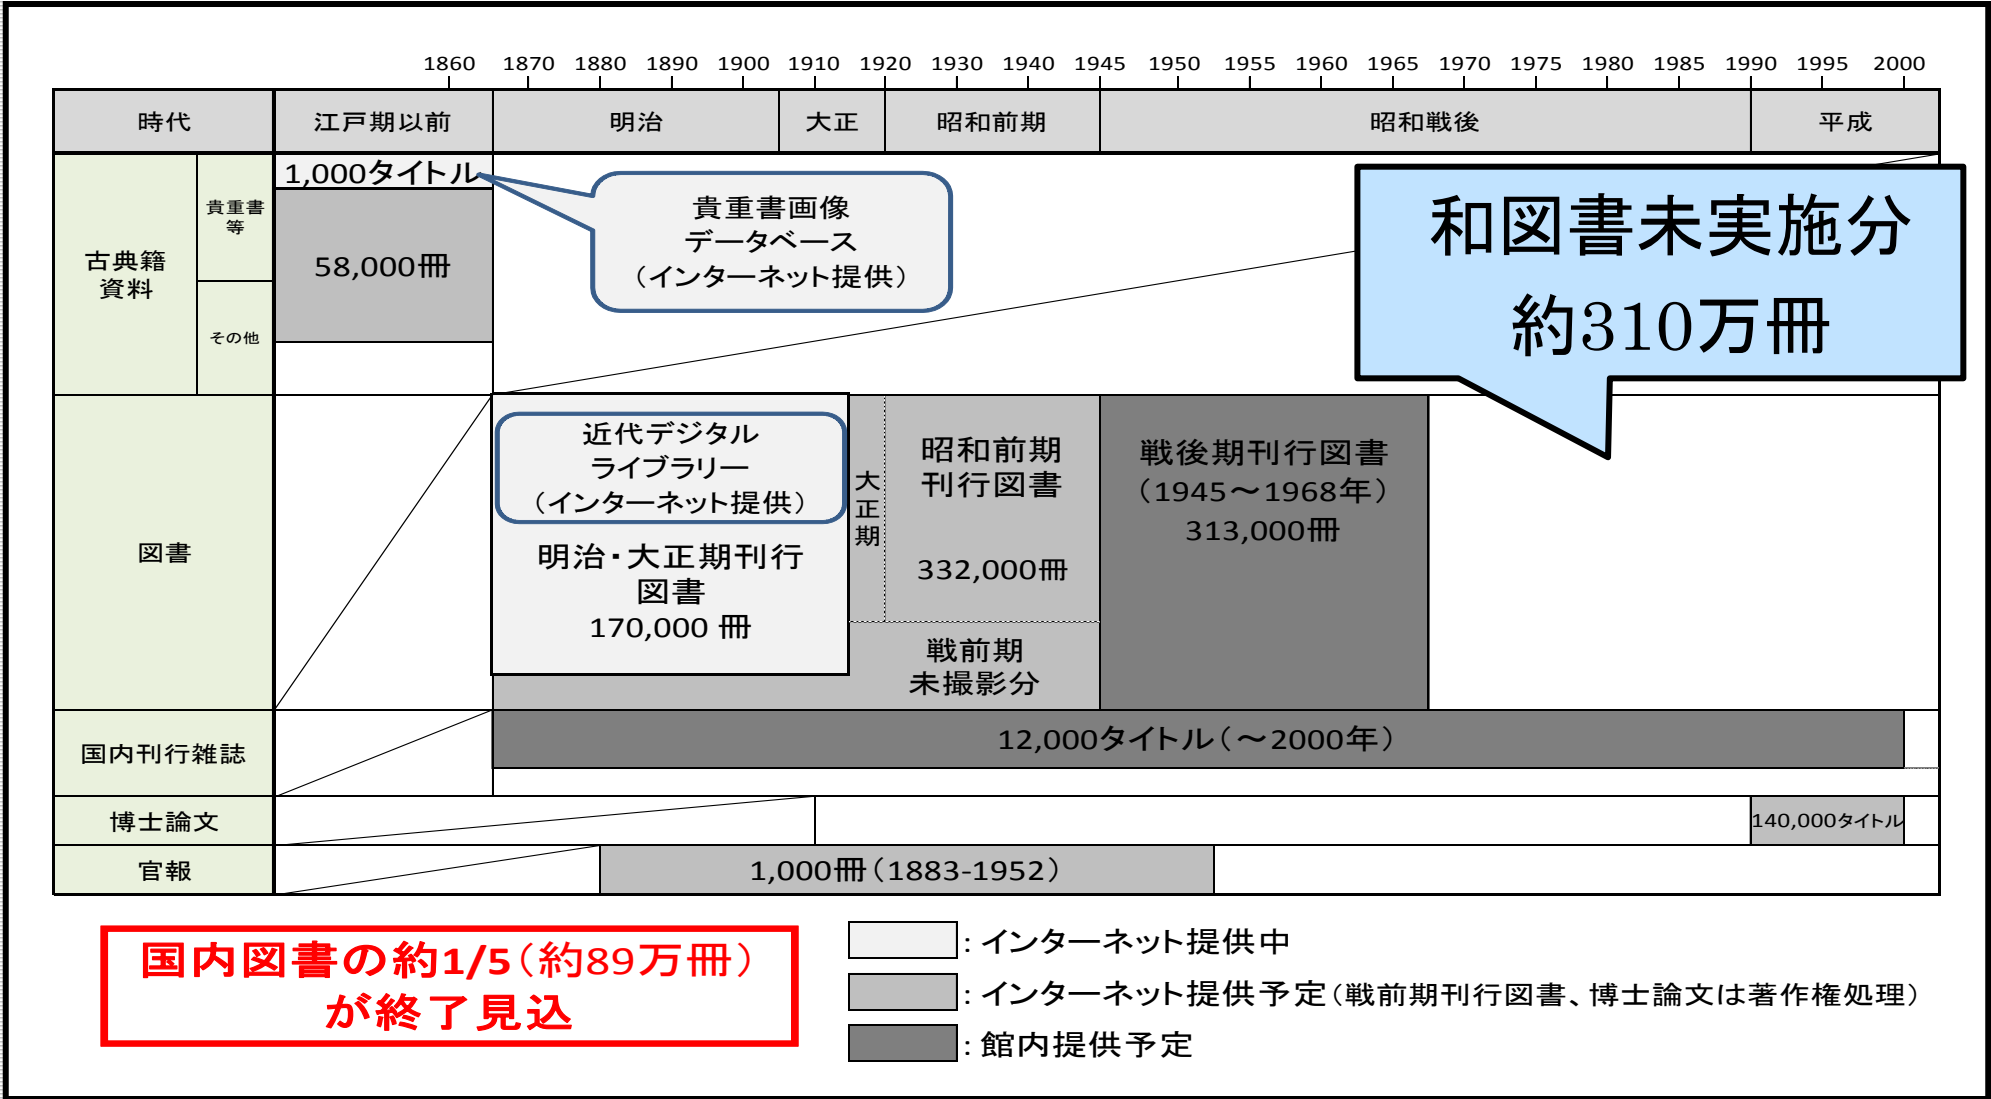 1860 1870 1880 1890 1900 1910 1920 1930 1940 1945 1950 1955 1960 1965 1970 1975 1980 1985 1990 1995 2000
時代 江戸期以前 明治 大正 昭和前期 昭和戦後 平成
古典籍
資料
貴重書
等
その他
1,000タイトル
58,000冊
貴重書画像
データベース
（インターネット提供）
和図書未実施分
約310万冊
図書
近代デジタル
ライブラリー
（インターネット提供）
明治・大正期刊行
図書
170,000 冊
大
正
期
昭和前期
刊行図書
332,000冊
戦前期
未撮影分
戦後期刊行図書
（1945～1968年）
313,000冊
国内刊行雑誌
12,000タイトル（～2000年）
博士論文
140,000タイトル
官報
1,000冊（1883-1952）
国内図書の約1/5（約89万冊）
が終了見込
：インターネット提供中
：インターネット提供予定（戦前期刊行図書、博士論文は著作権処理）
：館内提供予定